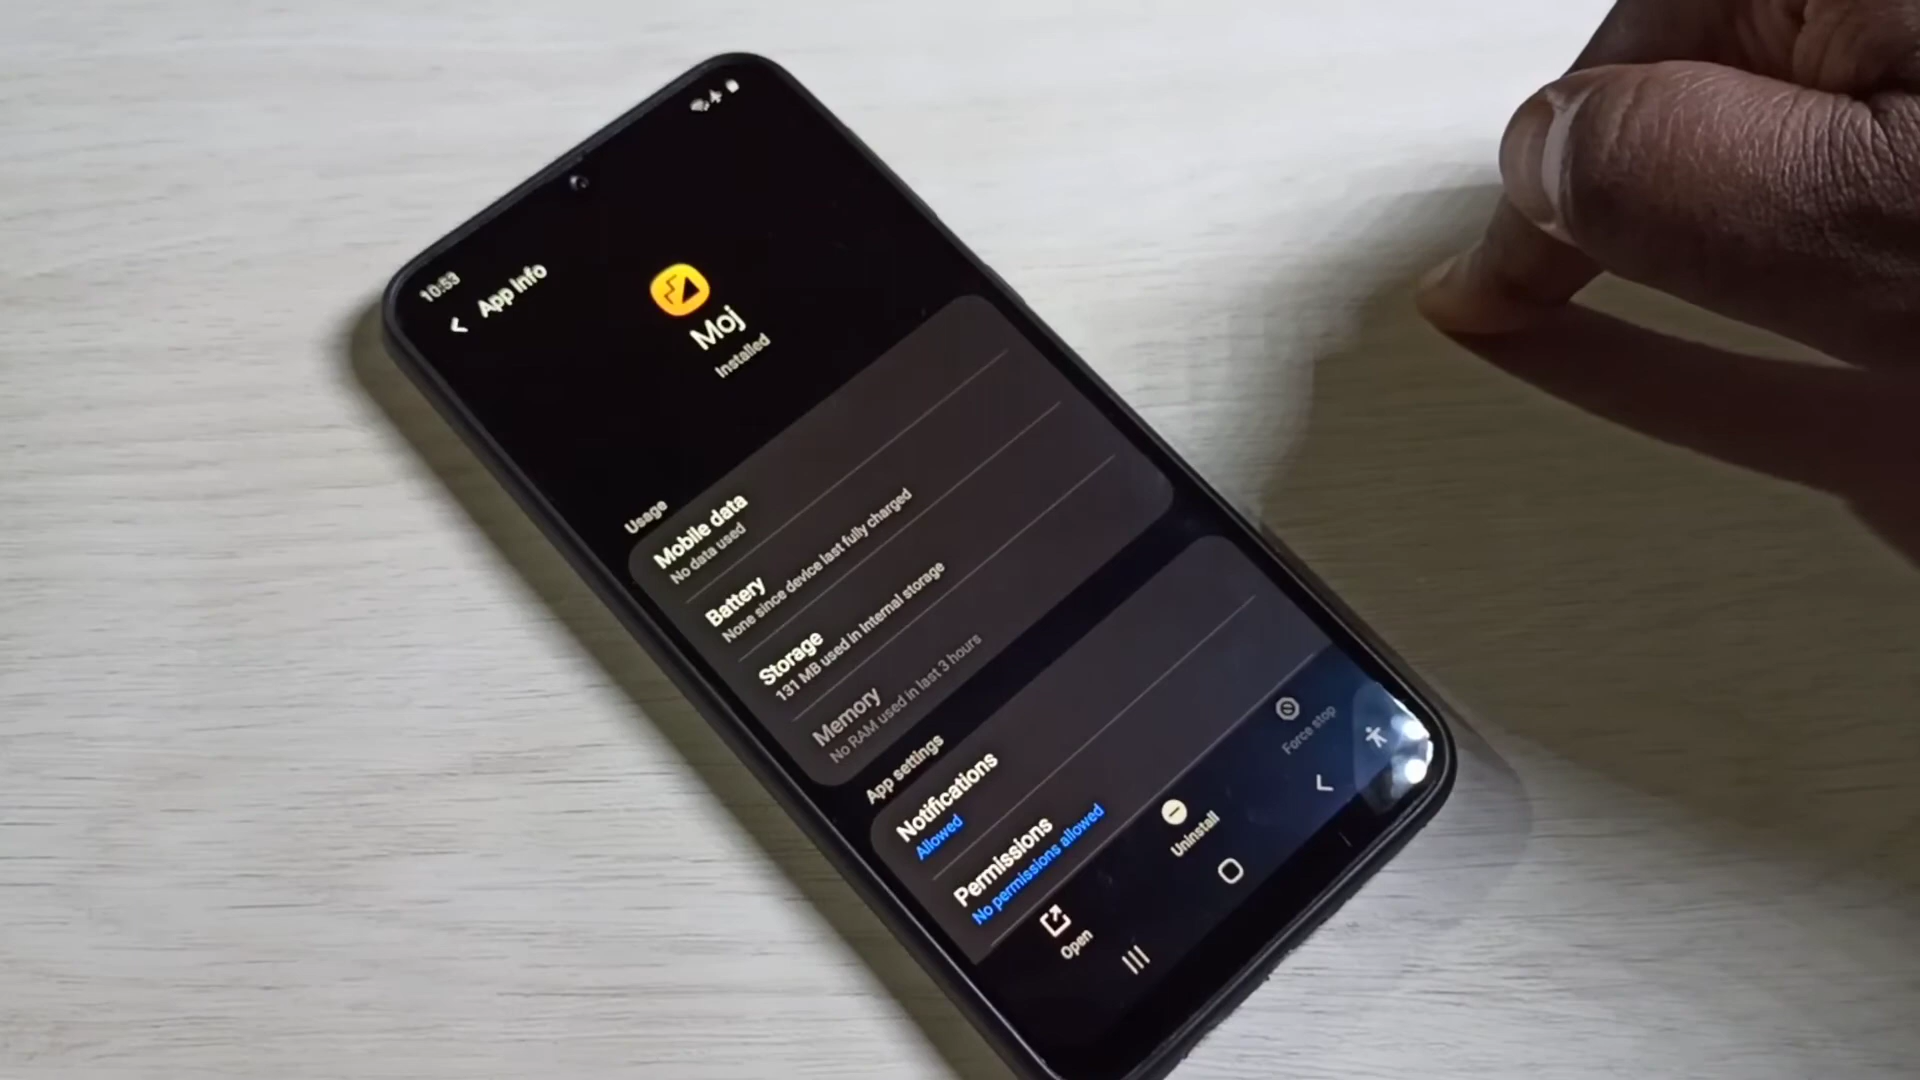 10:53
App info
Moj
Installed
Usage
Mobile data
No data used
Battery
None since device last fully charged
Storage
131 MB used in Internal storage
Memory
No RAM used in last 3 hours
App settings
Notifications
Allowed
Permissions
No permissions allowed
Open
Uninstall
Force stop